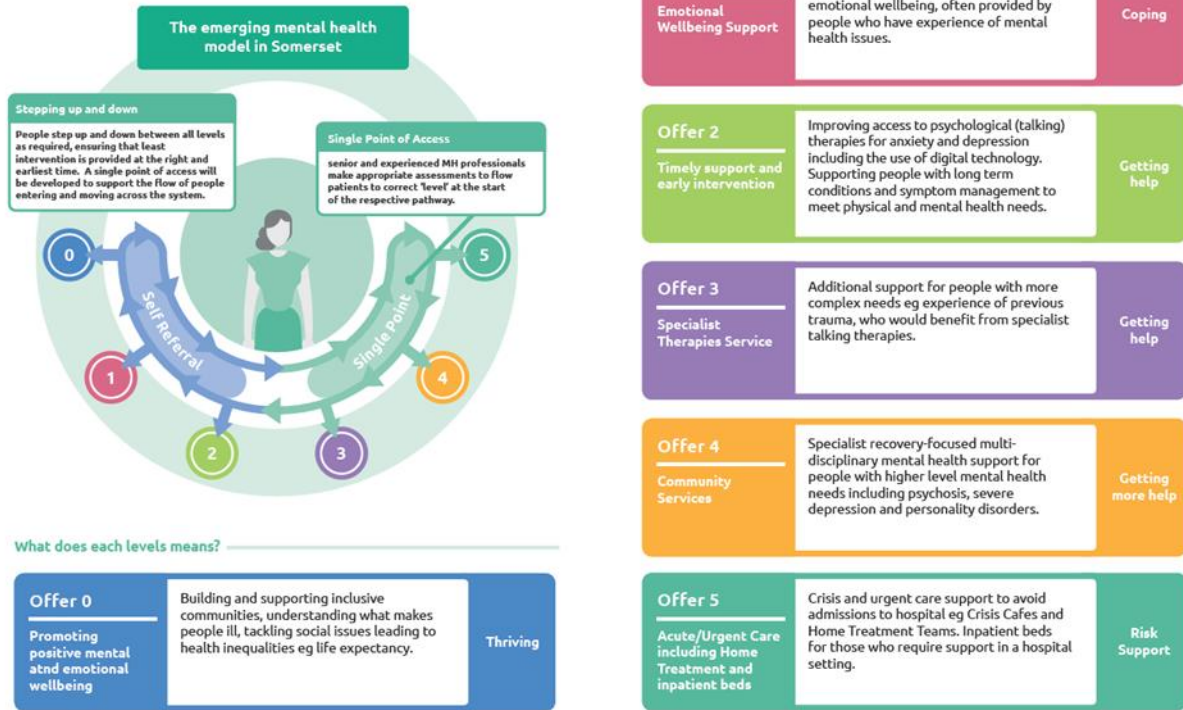 The emerging mental health
model in Somerset
Stepping up and down
People step up and down between all levels
as required, ensuring that least
intervention is provided at the right and
earliest time. A single point of access will
be developed to support the flow of people
entering and moving across the system.
Single Point of Access
senior and experienced MH professionals
make appropriate assessments to flow
patients to correct 'level' at the start
of the respective pathway.
0
1
2
3
4
5
Self Referral
Single Point
What does each levels means?
Offer 0
Promoting
positive mental
atnd emotional
wellbeing
Building and supporting inclusive
communities, understanding what makes
people ill, tackling social issues leading to
health inequalities eg life expectancy.
Thriving
Emotional
Wellbeing Support
emotional wellbeing, often provided by
people who have experience of mental
health issues.
Coping
Offer 2
Timely support and
early intervention
Improving access to psychological (talking)
therapies for anxiety and depression
including the use of digital technology.
Supporting people with long term
conditions and symptom management to
meet physical and mental health needs.
Getting
help
Offer 3
Specialist
Therapies Service
Additional support for people with more
complex needs eg experience of previous
trauma, who would benefit from specialist
talking therapies.
Getting
help
Offer 4
Community
Services
Specialist recovery-focused multi-
disciplinary mental health support for
people with higher level mental health
needs including psychosis, severe
depression and personality disorders.
Getting
more help
Offer 5
Acute/Urgent Care
including Home
Treatment and
inpatient beds
Crisis and urgent care support to avoid
admissions to hospital eg Crisis Cafes and
Home Treatment Teams. Inpatient beds
for those who require support in a hospital
setting.
Risk
Support